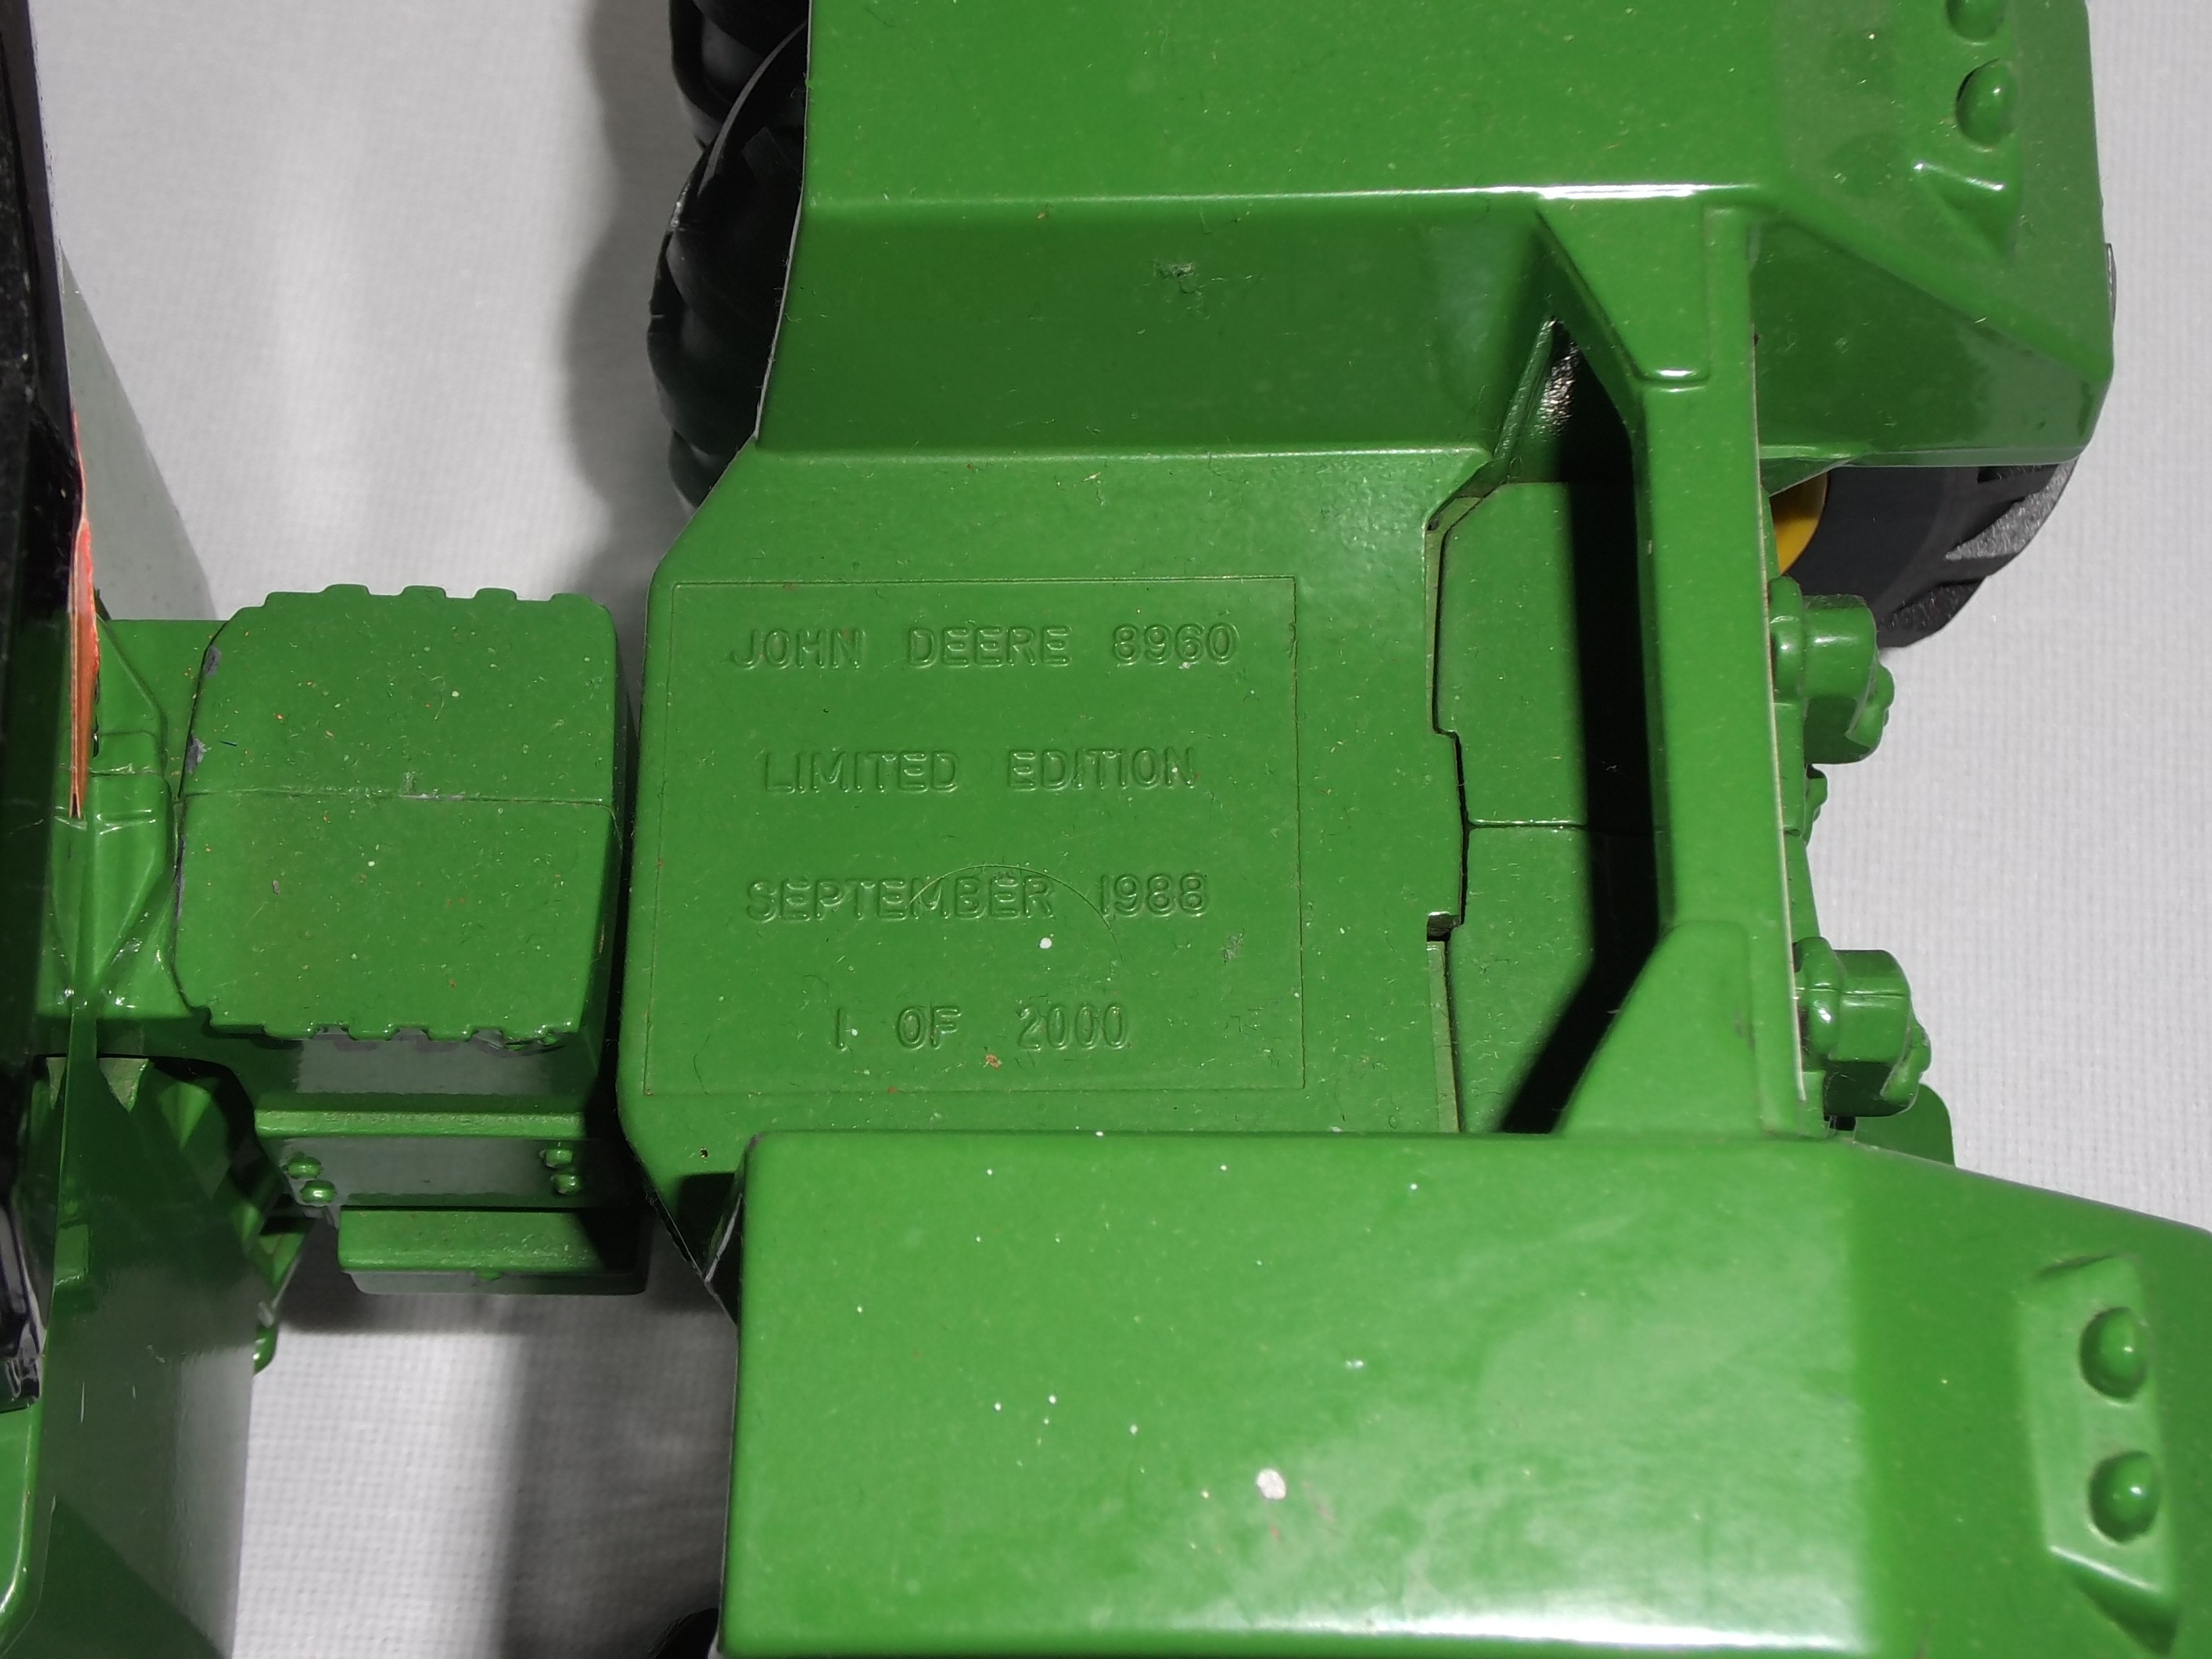 JOHN DEERE 8960
LIMITED EDITION
SEPTEMBER 1988
1 OF 2000